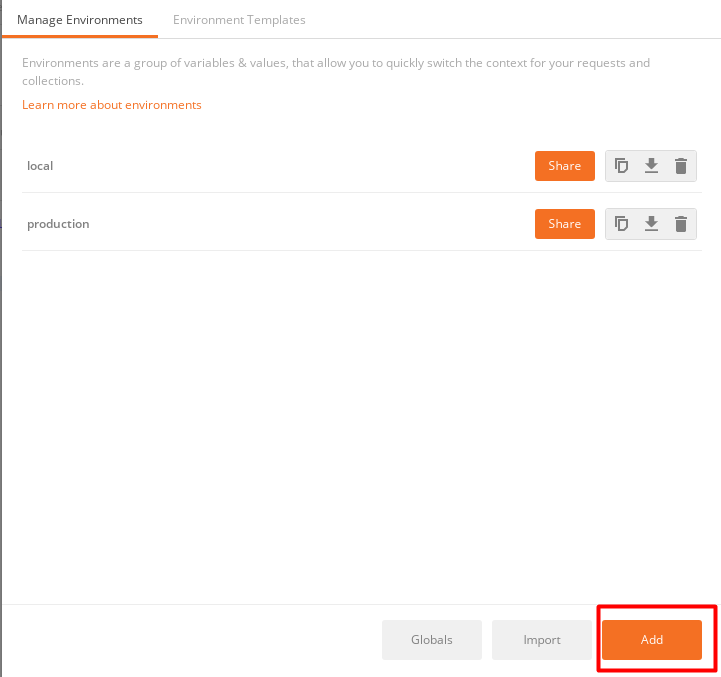 Manage Environments Environment Templates
Environments are a group of variables & values, that allow you to quickly switch the context for your requests and
collections.
Learn more about environments
local Share
production Share
Globals Import Add